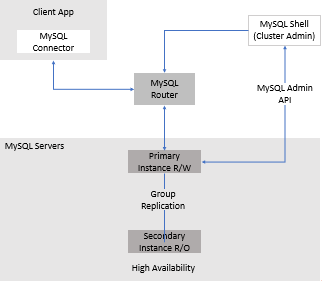 Client App
MySQL
Connector
MySQL Shell
(Cluster Admin)
MySQL
Router
MySQL Admin
API
MySQL Servers
Primary
Instance R/W
Group
Replication
Secondary
Instance R/O
High Availability